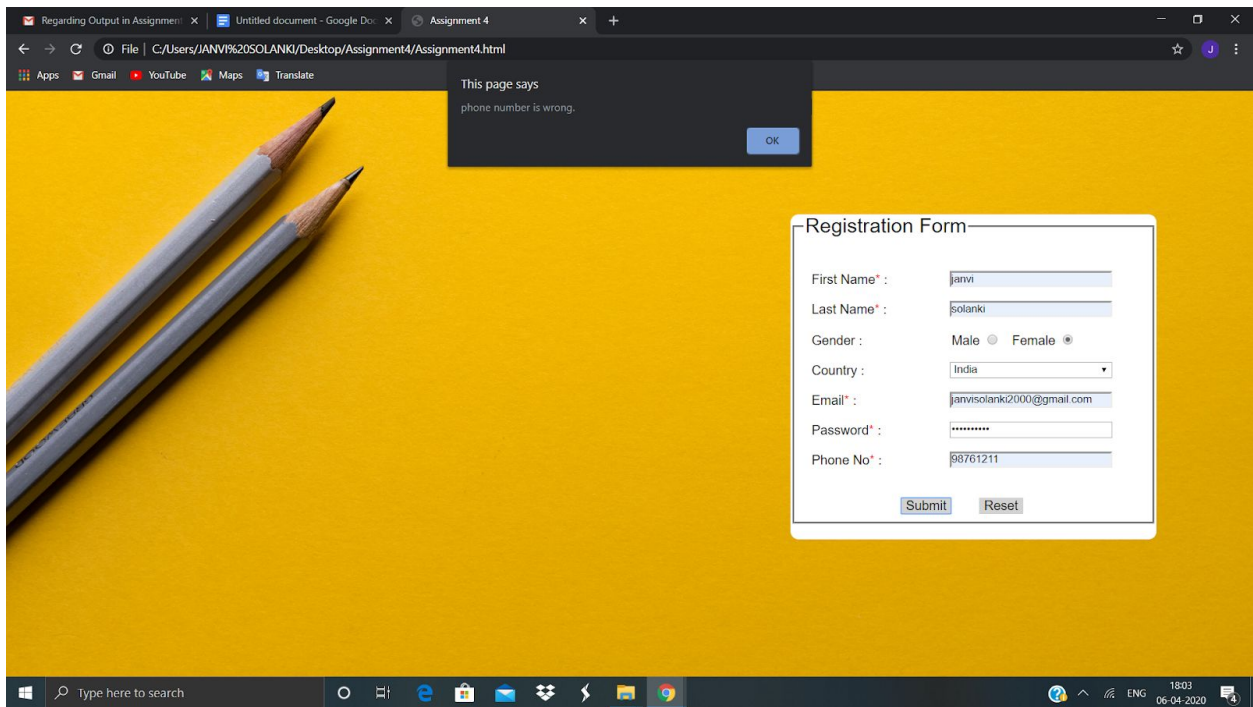 Regarding Output in Assignment
Untitled document - Google Doc
Assignment 4
File | C:/Users/JANVI%20SOLANKI/Desktop/Assignment4/Assignment4.html
J
Apps Gmail YouTube Maps Translate
This page says
phone number is wrong.
OK
Registration Form
First Name* : janvi
Last Name* : solanki
Gender : Male Female
Country : India
Email* : janvisolanki2000@gmail.com
Password* : ••••••••••
Phone No* : 98761211
Submit Reset
Type here to search
ENG
18:03
06-04-2020
4